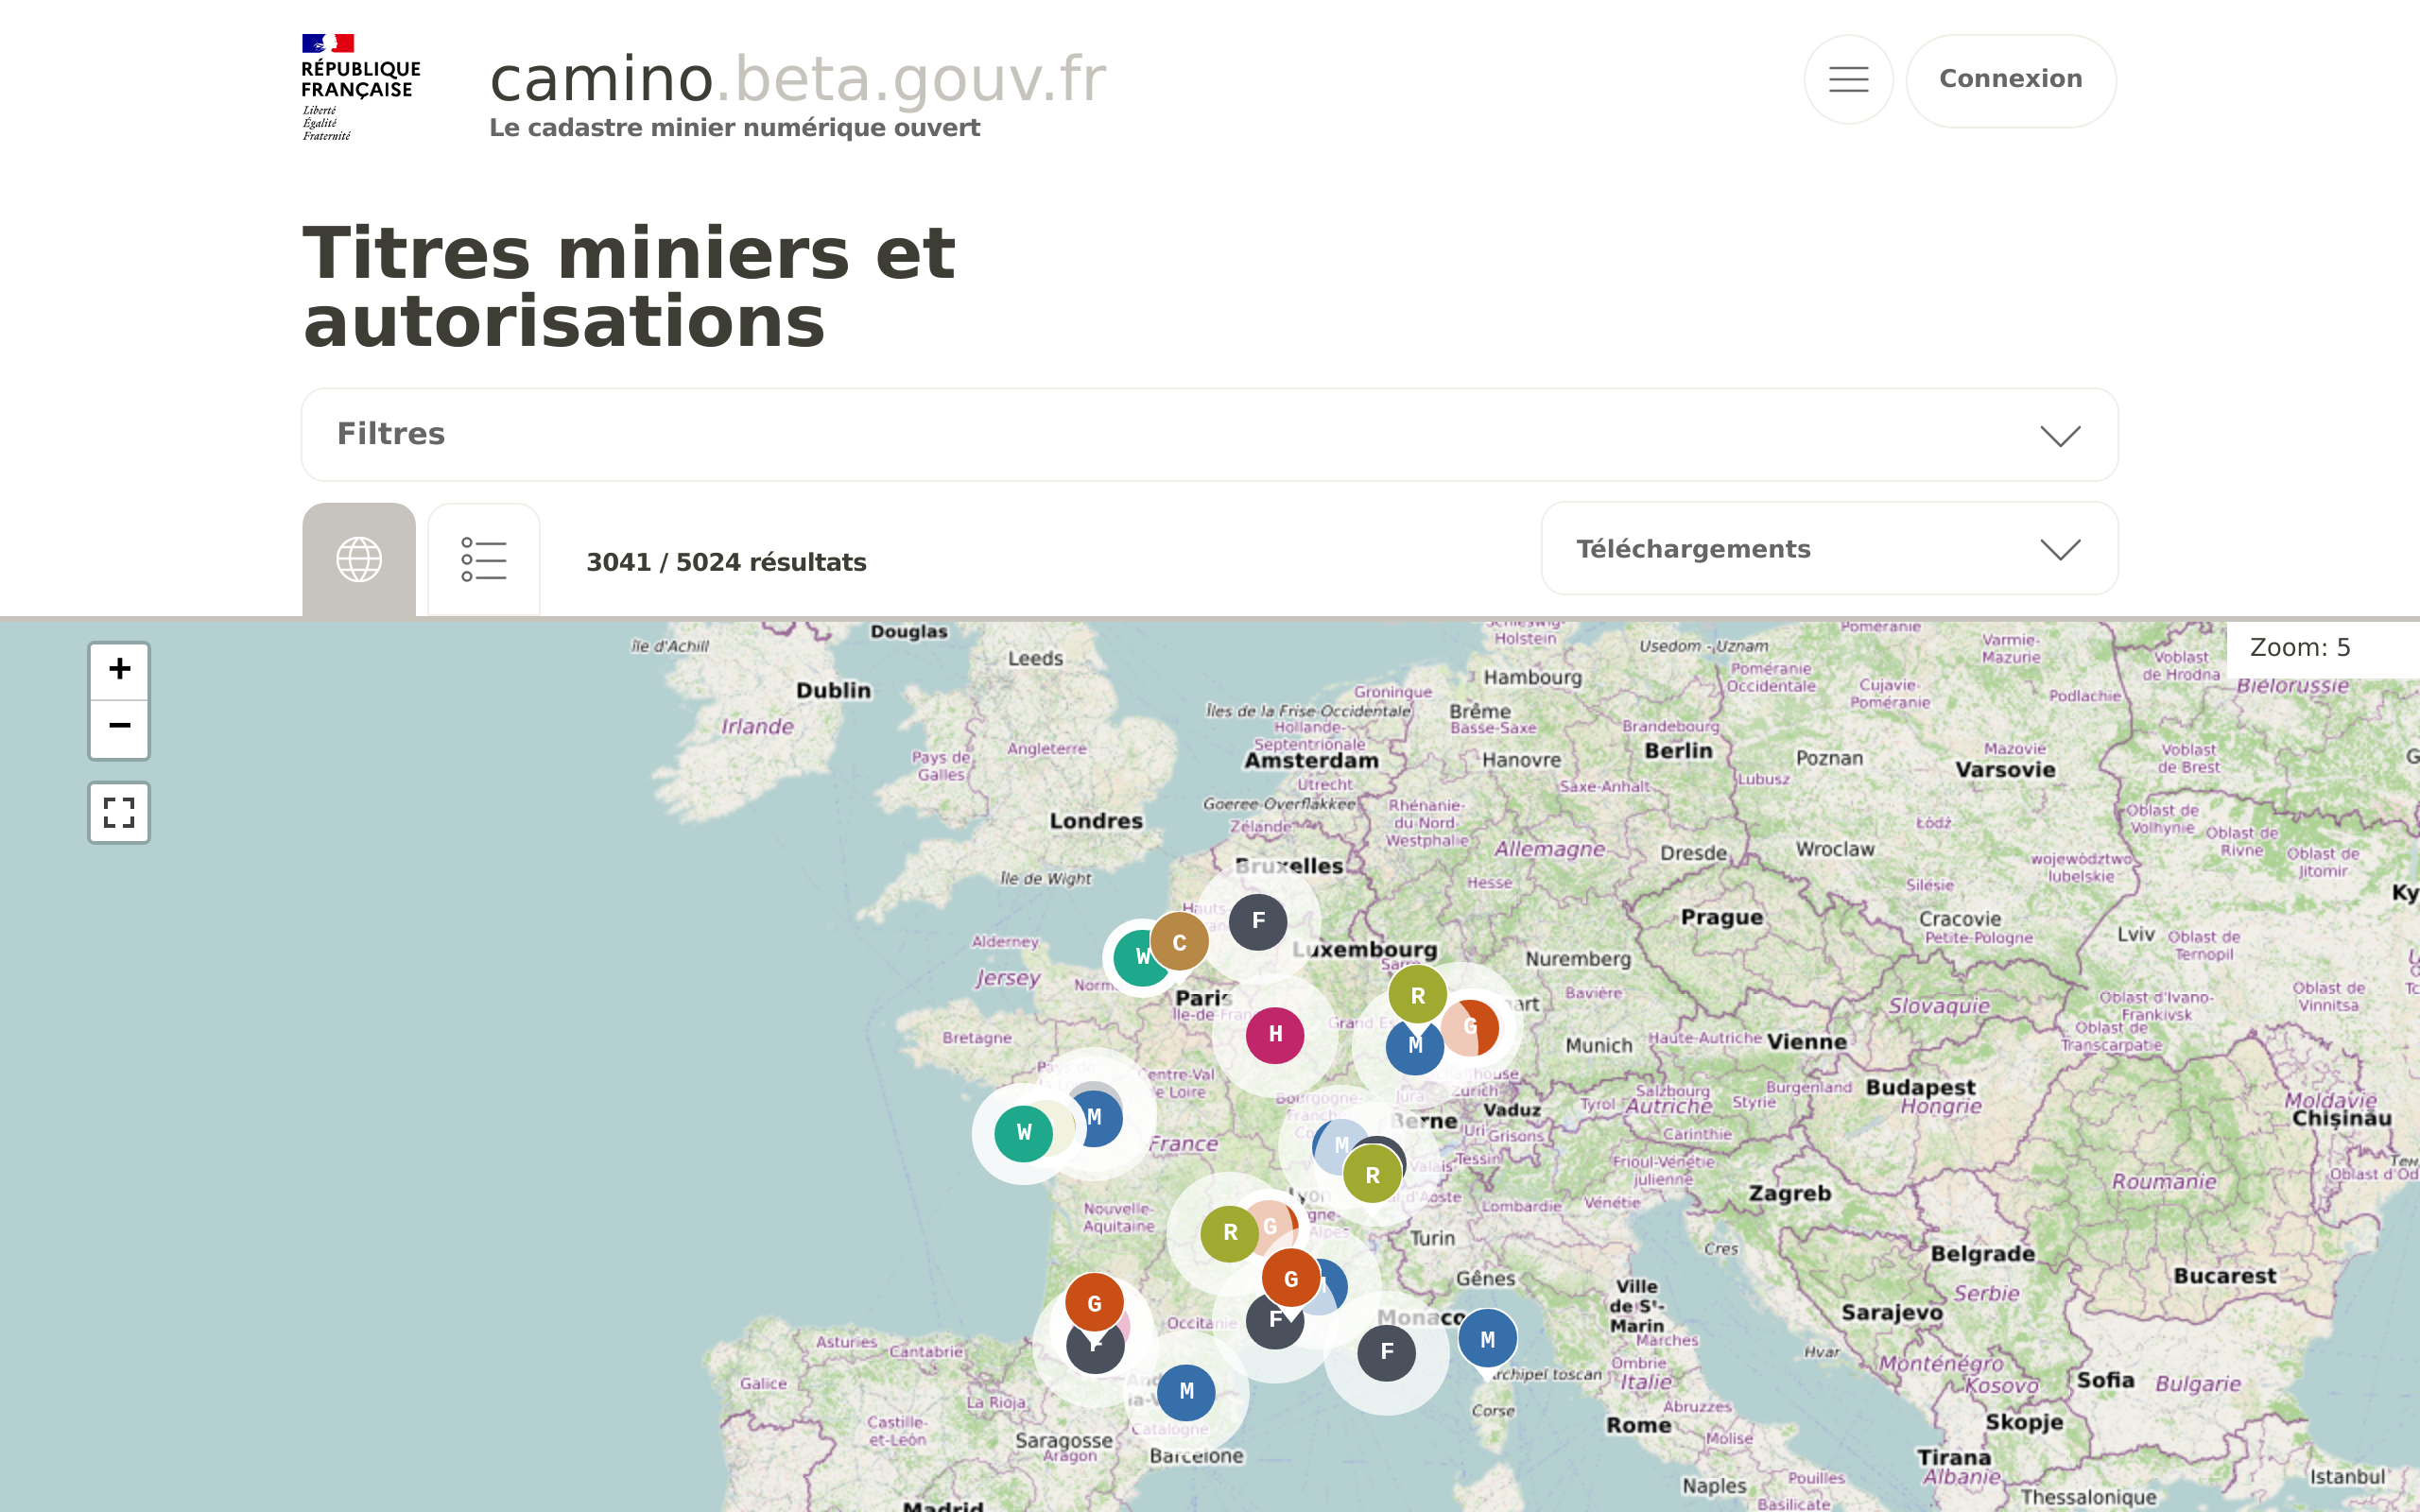 RÉPUBLIQUE
FRANÇAISE
Liberté
Égalité
Fraternité
camino.beta.gouv.fr
Le cadastre minier numérique ouvert
Connexion
Titres miniers et
autorisations
Filtres
3041 / 5024 résultats
Téléchargements
+
−
Zoom: 5
Île d'Achill
Douglas
Leeds
Dublin
Irlande
Angleterre
Pays de
Galles
Londres
Île de Wight
Holstein
Hambourg
Usedom - Uznam
Poméranie
Varmie-
Mazurie
Voblast
de Hrodna
Biélorussie
Poméranie
Occidentale
Cujavie-
Poméranie
Podlachie
Groningue
Îles de la Frise-Occidentale
Brême
Basse-Saxe
Hollande-
Septentrionale
Brandebourg
Amsterdam
Hanovre
Berlin
Poznan
Mazovie
Varsovie
Voblast
de Brest
Utrecht
Saxe-Anhalt
Lubusz
Goeree-Overflakkee
Rhénanie-
du-Nord-
Westphalie
Zélande
Łódź
Oblast de
Volhynie
Oblast de
Rivne
Allemagne
Dresde
Wroclaw
województwo
lubelskie
Oblast de
Jitomir
Bruxelles
Hesse
Silésie
Ky
Hauts-
F
Prague
Cracovie
Petite-Pologne
Lviv
Oblast de
Ternopil
Alderney
W
C
Luxembourg
Nuremberg
Jersey
Norm
Paris
Île-de-Fran
R
G
Bavière
Slovaquie
Oblast d'Ivano-
Frankivsk
Oblast de
Vinnitsa
Bretagne
H
Grand Es
M
Munich
Haute-Autriche
Vienne
Oblast de
Transcarpatie
Pays de
Centre-Val
de Loire
Zurich
Salzbourg
Burgenland
Budapest
Bourgogne-
Jura
Vaduz
Tyrol
Autriche
Styrie
Hongrie
Moldavie
Chișinău
W
M
France
M
Berne
Uri
Grisons
Carinthie
R
Valais
Tessin
Frioul-Vénétie
julienne
Oblast d'Od
Lyon
d'Aoste
Lombardie
Vénétie
Zagreb
Roumanie
Nouvelle-
Aquitaine
R
G
Alpes
Turin
Cres
Belgrade
Bucarest
G
Gênes
Ville
de Sᵗ-
Marin
Serbie
G
F
Occitanie
F
Monaco
Sarajevo
Asturies
Cantabrie
F
M
Marches
Hvar
Monténégro
Kosovo
Sofia
Bulgarie
Galice
La Rioja
M
Archipel toscan
Ombrie
Italie
Castille-
et-León
Catalogne
Corse
Abruzzes
Rome
Skopje
Saragosse
Aragon
Barcelone
Molise
Tirana
Albanie
Istanbul
Madrid
Naples
Pouilles
Basilicate
Thessalonique